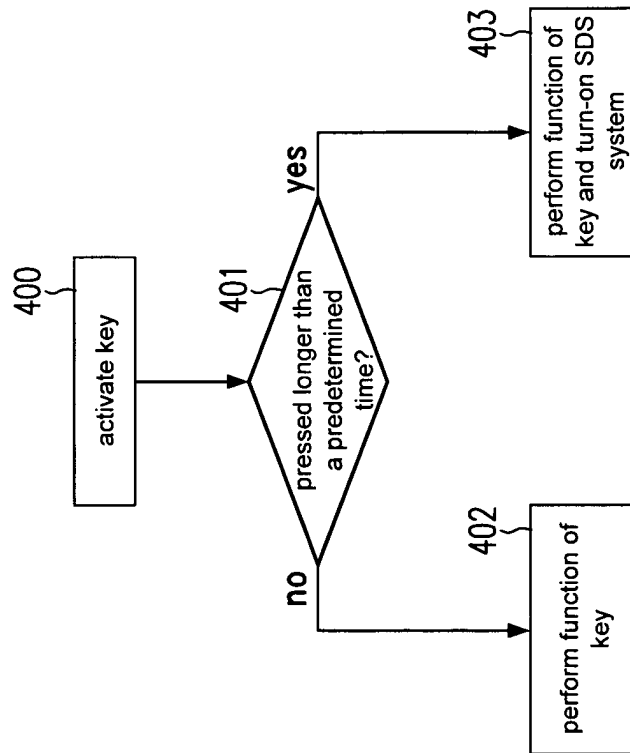 400
activate key
401
pressed longer than
a predetermined
time?
no
yes
402
perform function of
key
403
perform function of
key and turn-on SDS
system